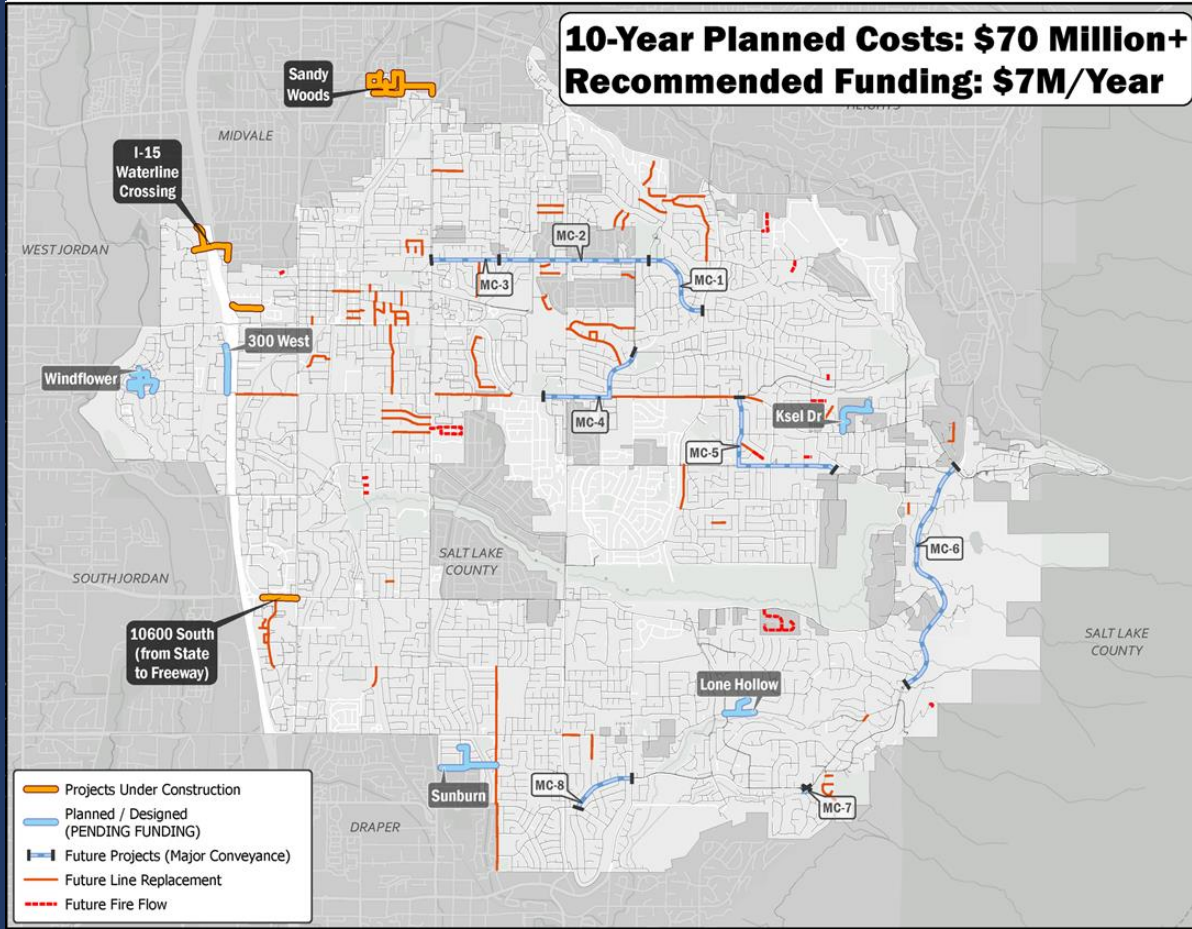 10-Year Planned Costs: $70 Million+
Recommended Funding: $7M/Year
HEIGHTS
Sandy
Woods
MIDVALE
I-15
Waterline
Crossing
WEST JORDAN
MC-2
MC-3
MC-1
300 West
Windflower
MC-4
Ksel Dr
MC-5
MC-6
SALT LAKE
COUNTY
SOUTH JORDAN
10600 South
(from State
to Freeway)
SALT LAKE
COUNTY
Lone Hollow
Sunburn
MC-8
MC-7
DRAPER
Projects Under Construction
Planned / Designed
(PENDING FUNDING)
Future Projects (Major Conveyance)
Future Line Replacement
Future Fire Flow